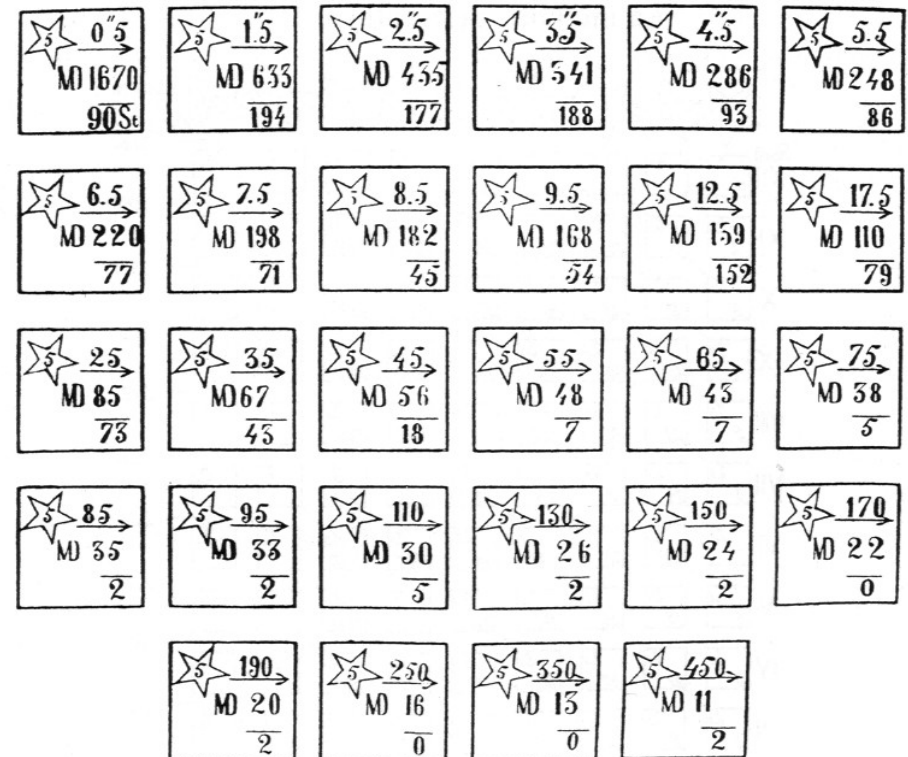 5 0"5
MD 1670
90St
5 1"5
MD 633
194
5 2"5
MD 435
177
5 3"5
MD 341
188
5 4"5
MD 286
93
5 5.5
MD 248
86
5 6.5
MD 220
77
5 7.5
MD 198
71
5 8.5
MD 182
45
5 9.5
MD 168
54
5 12.5
MD 139
152
5 17.5
MD 110
79
5 25
MD 85
73
5 35
MD 67
43
5 45
MD 56
18
5 55
MD 48
7
5 65
MD 43
7
5 75
MD 38
5
5 85
MD 35
2
5 95
MD 33
2
5 110
MD 30
5
5 130
MD 26
2
5 150
MD 24
2
5 170
MD 22
0
5 190
MD 20
2
5 250
MD 16
0
5 350
MD 13
0
5 450
MD 11
2